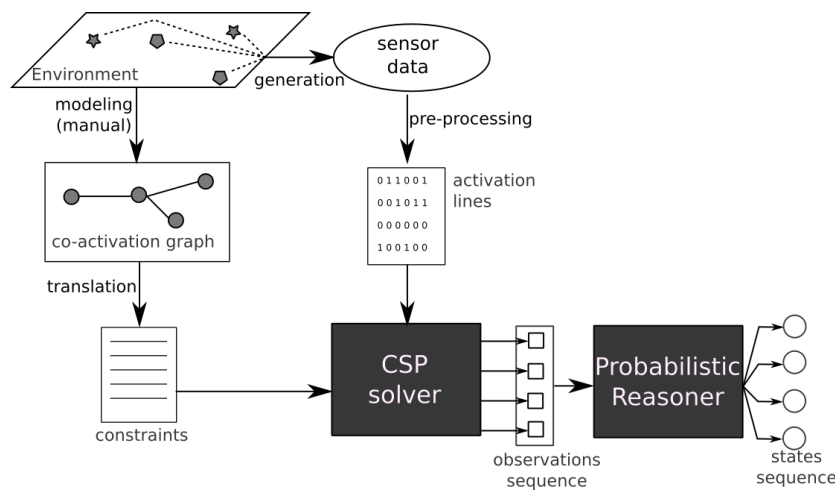 sensor
data
Environment
generation
modeling
(manual)
pre-processing
011001
001011
000000
100100
activation
lines
co-activation graph
translation
CSP
solver
Probabilistic
Reasoner
constraints
observations
sequence
states
sequence